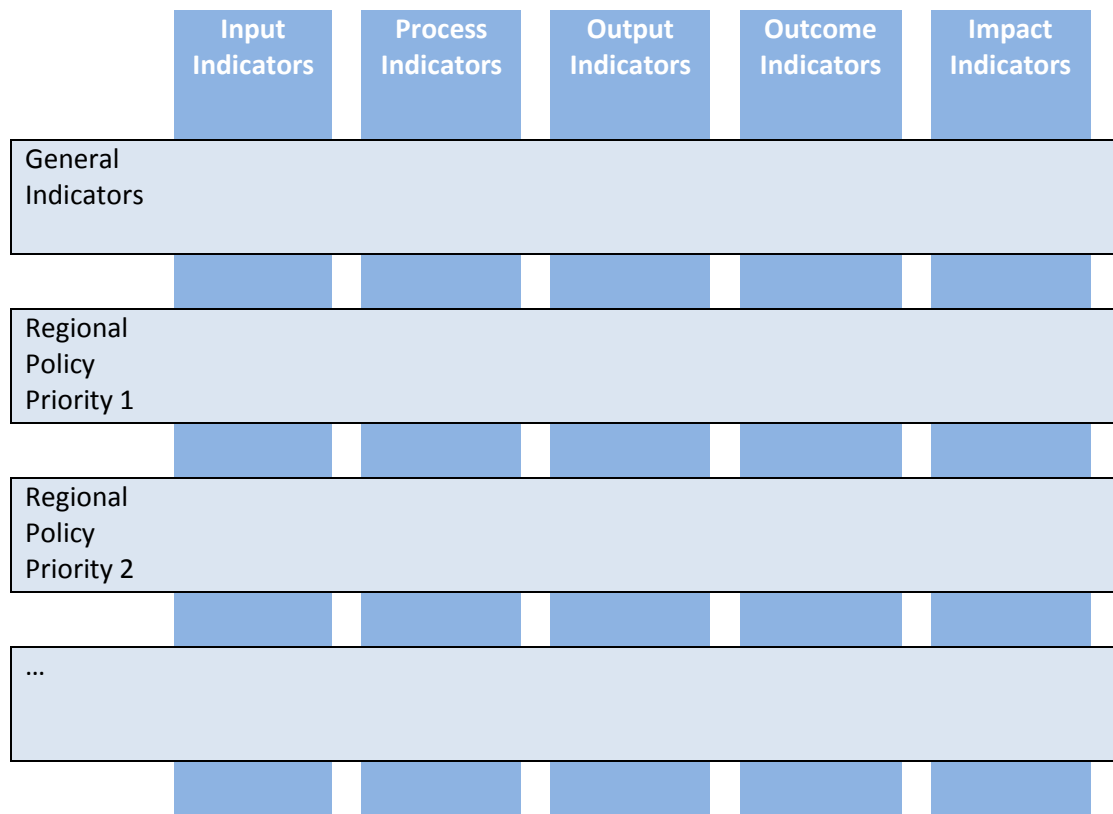 Input
Indicators
Process
Indicators
Output
Indicators
Outcome
Indicators
Impact
Indicators
General
Indicators
Regional
Policy
Priority 1
Regional
Policy
Priority 2
...